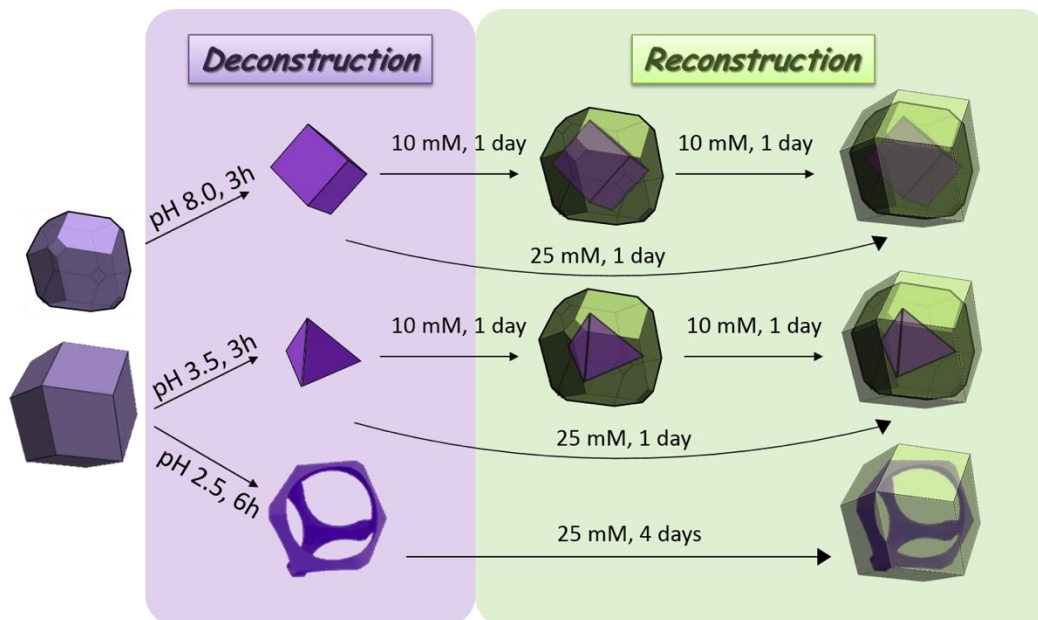 Deconstruction
Reconstruction
pH 8.0, 3h
10 mM, 1 day
10 mM, 1 day
25 mM, 1 day
pH 3.5, 3h
10 mM, 1 day
10 mM, 1 day
25 mM, 1 day
pH 2.5, 6h
25 mM, 4 days